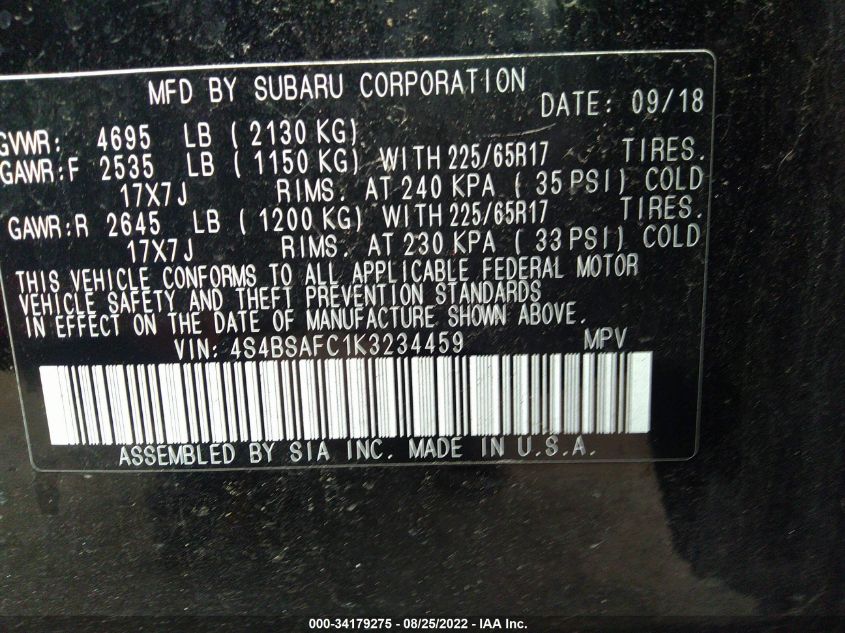 MFD BY SUBARU CORPORATION DATE: 09/18
GVWR: 4695 LB ( 2130 KG)
GAWR:F 2535 LB ( 1150 KG) WITH 225/65R17 TIRES.
17X7J RIMS. AT 240 KPA ( 35 PSI) COLD
GAWR:R 2645 LB ( 1200 KG) WITH 225/65R17 TIRES.
17X7J RIMS. AT 230 KPA ( 33 PSI) COLD
THIS VEHICLE CONFORMS TO ALL APPLICABLE FEDERAL MOTOR
VEHICLE SAFETY AND THEFT PREVENTION STANDARDS
IN EFFECT ON THE DATE OF MANUFACTURE SHOWN ABOVE.
VIN: 4S4BSAFC1K3234459 MPV
ASSEMBLED BY SIA INC. MADE IN U.S.A.
000-34179275 - 08/25/2022 - IAA Inc.